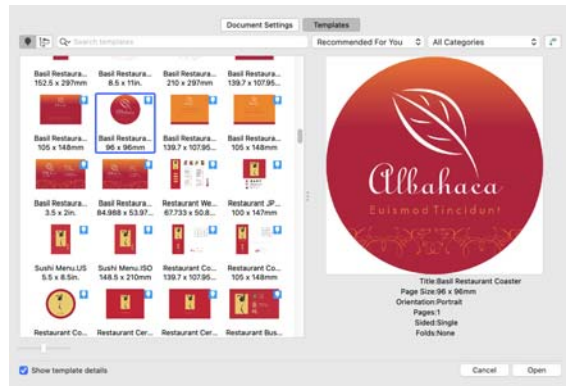 Document Settings Templates
Search templates Recommended For You All Categories
Basil Restaura... Basil Restaura... Basil Restaura... Basil Restaura...
152.5 x 297mm 8.5 x 11in. 210 x 297mm 139.7 x 107.95...
Basil Restaura... Basil Restaura... Basil Restaura... Basil Restaura...
105 x 148mm 96 x 96mm 139.7 x 107.95... 105 x 148mm
Basil Restaura... Basil Restaura... Restaurant We... Restaurant JP...
3.5 x 2in. 84.968 x 53.97... 67.733 x 50.8... 100 x 147mm
Sushi Menu.US Sushi Menu.ISO Restaurant Co... Restaurant Co...
5.5 x 8.5in. 148.5 x 210mm 139.7 x 107.95... 105 x 148mm
Restaurant Co... Restaurant Cer... Restaurant Cer... Restaurant Bus...
Albahaca
Euismod Tincidunt
Title:Basil Restaurant Coaster
Page Size:96 x 96mm
Orientation:Portrait
Pages:1
Sided:Single
Folds:None
Show template details Cancel Open